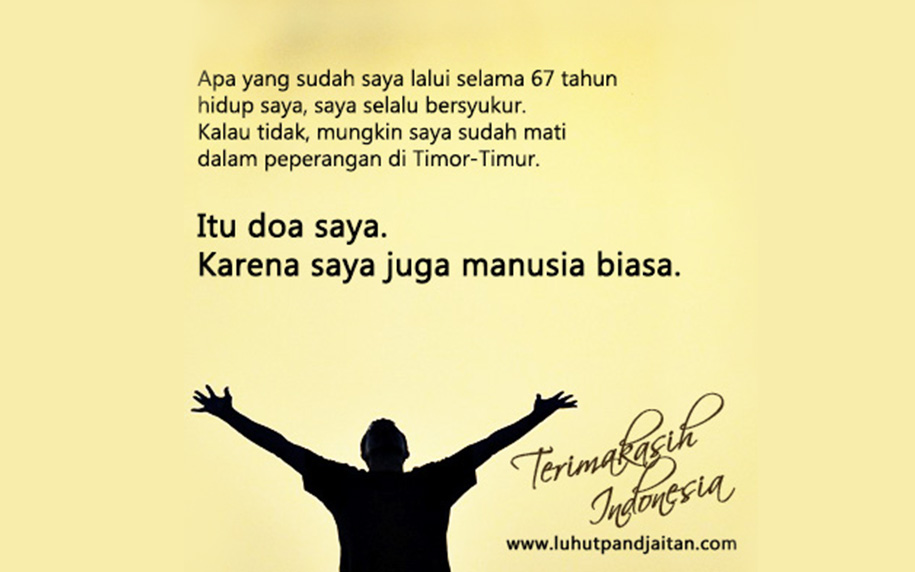 Apa yang sudah saya lalui selama 67 tahun
hidup saya, saya selalu bersyukur.
Kalau tidak, mungkin saya sudah mati
dalam peperangan di Timor-Timur.
Itu doa saya.
Karena saya juga manusia biasa.
Terimakasih
Indonesia
www.luhutpandjaitan.com